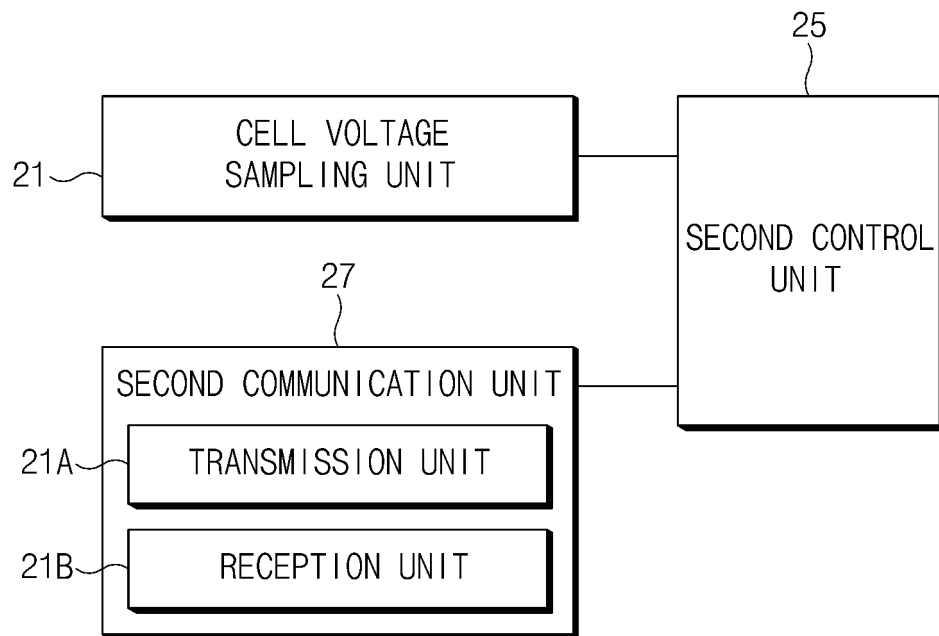 25
CELL VOLTAGE
SAMPLING UNIT
21
SECOND CONTROL
UNIT
27
SECOND COMMUNICATION UNIT
21A
TRANSMISSION UNIT
21B
RECEPTION UNIT